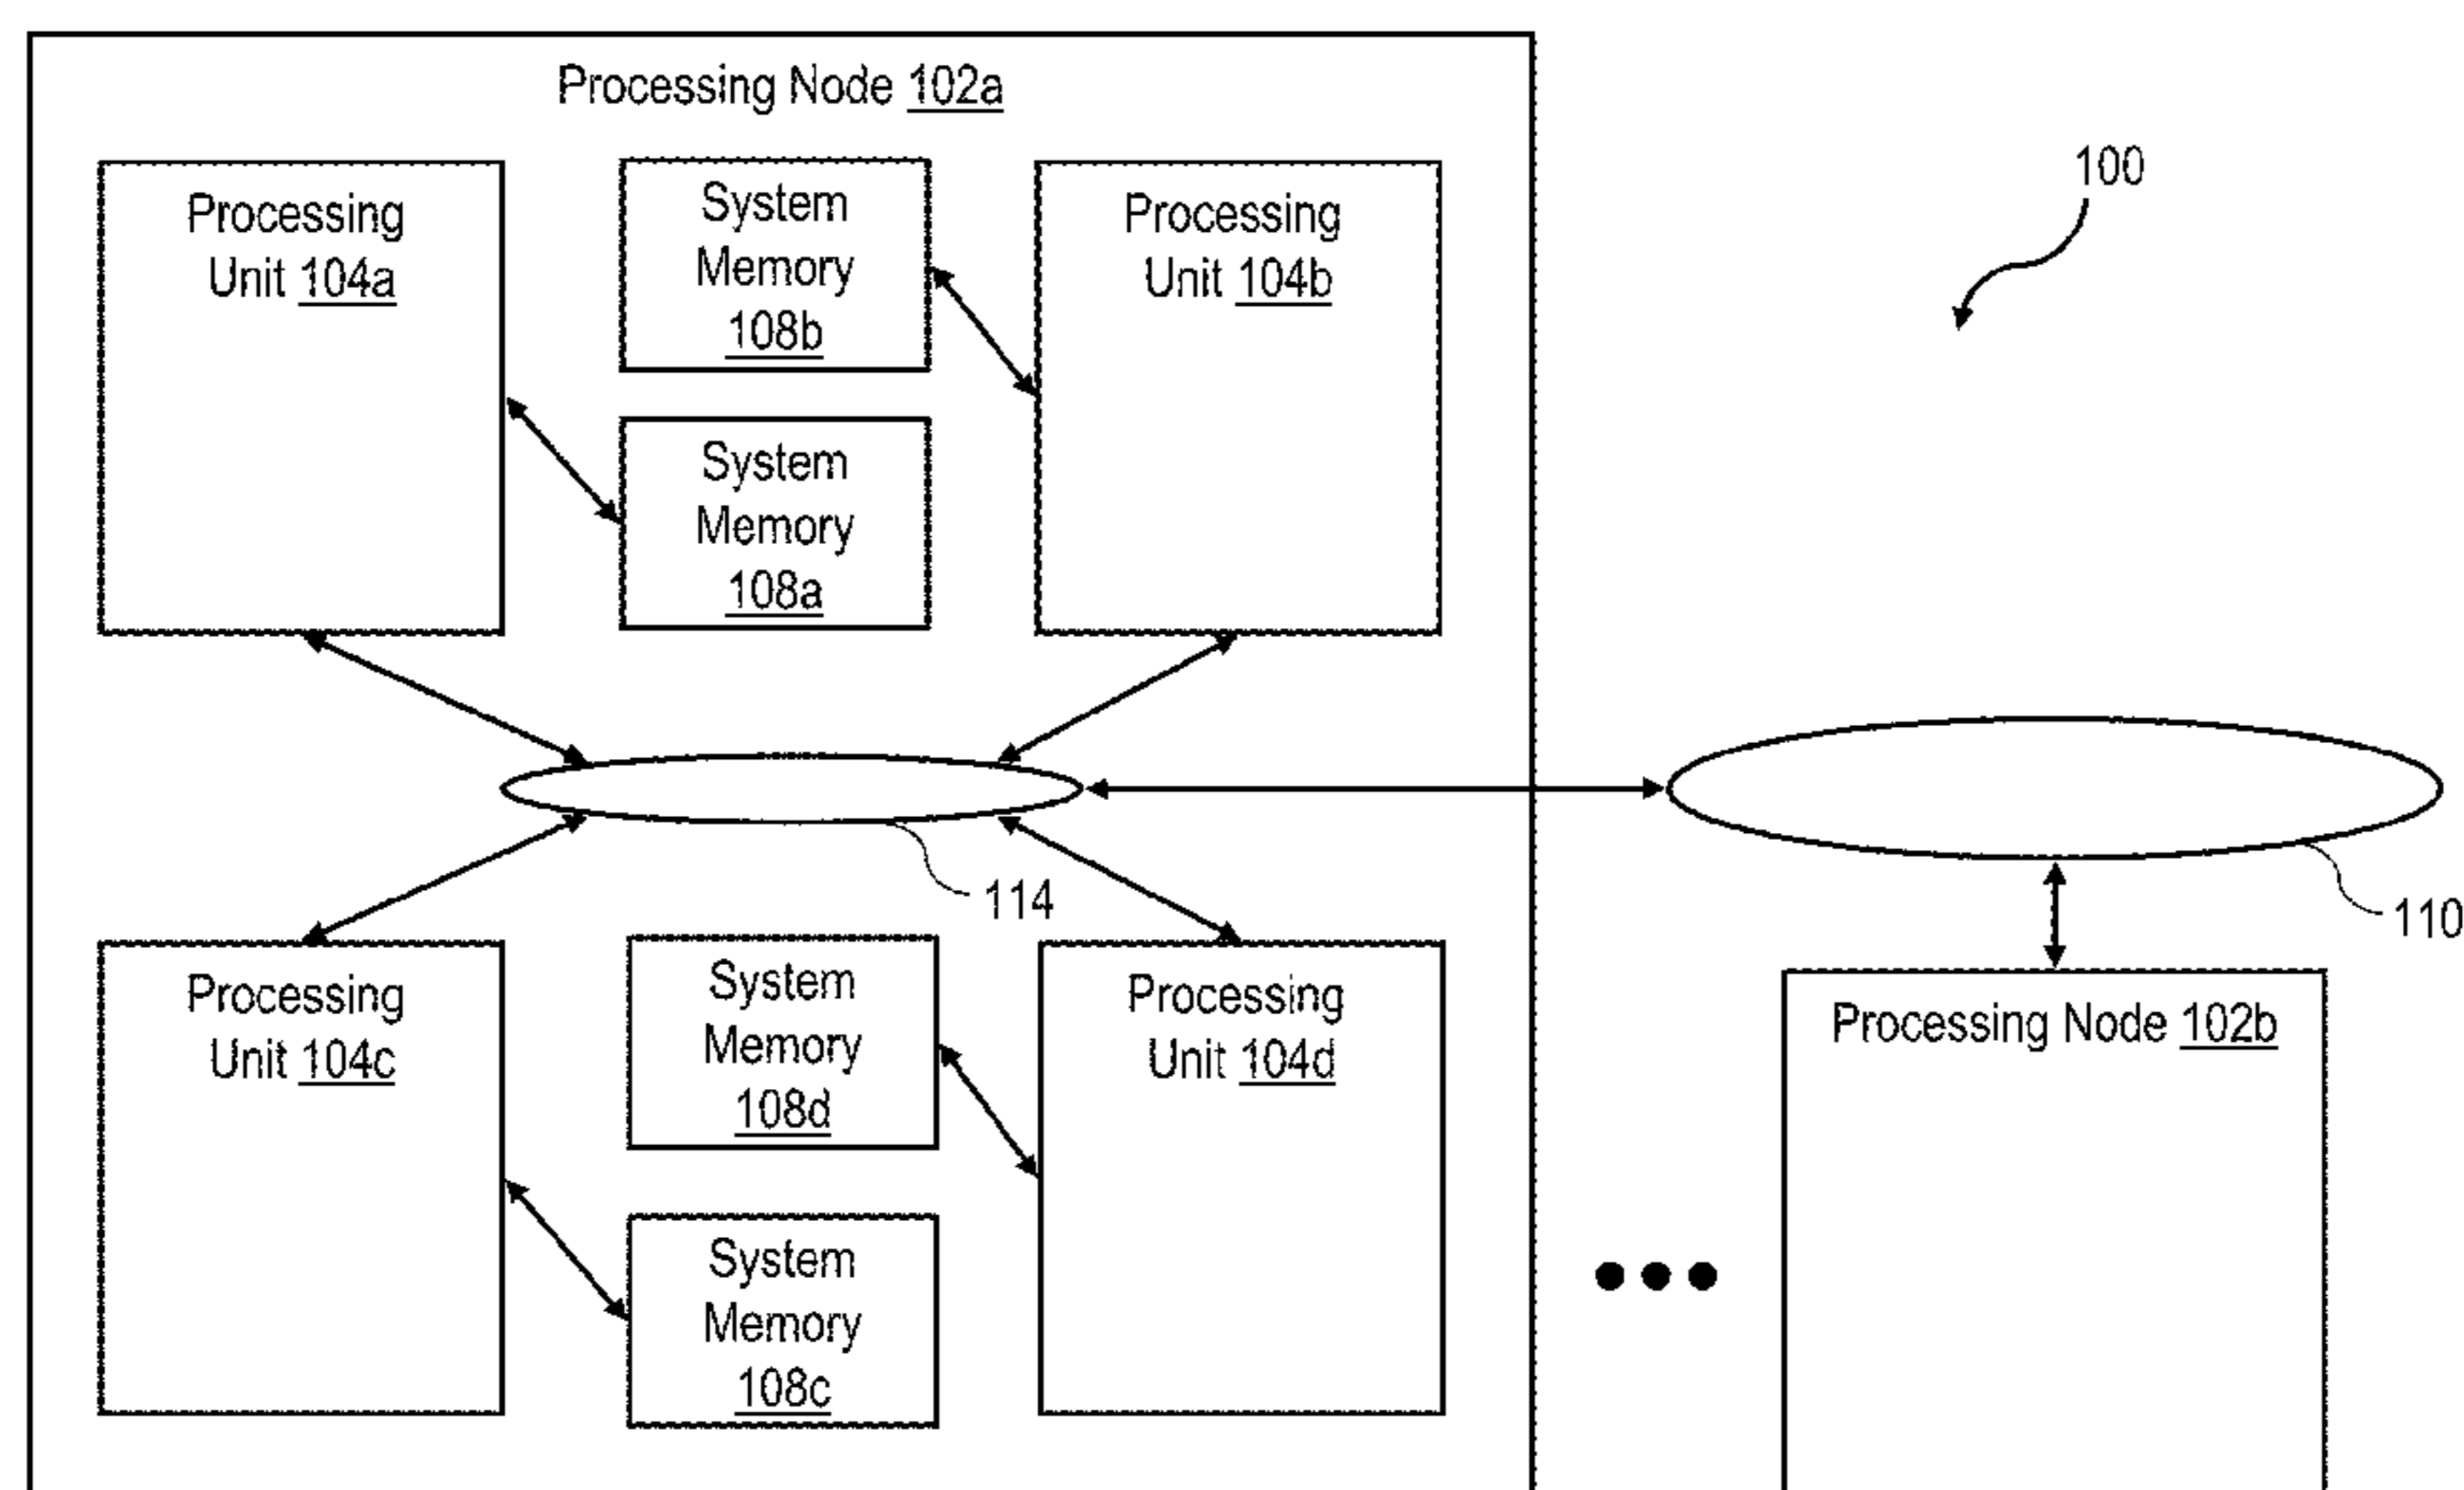 Processing Node 102a
Processing
Unit 104a
System
Memory
108b
Processing
Unit 104b
100
System
Memory
108a
114
110
Processing
Unit 104c
System
Memory
108d
Processing
Unit 104d
Processing Node 102b
System
Memory
108c